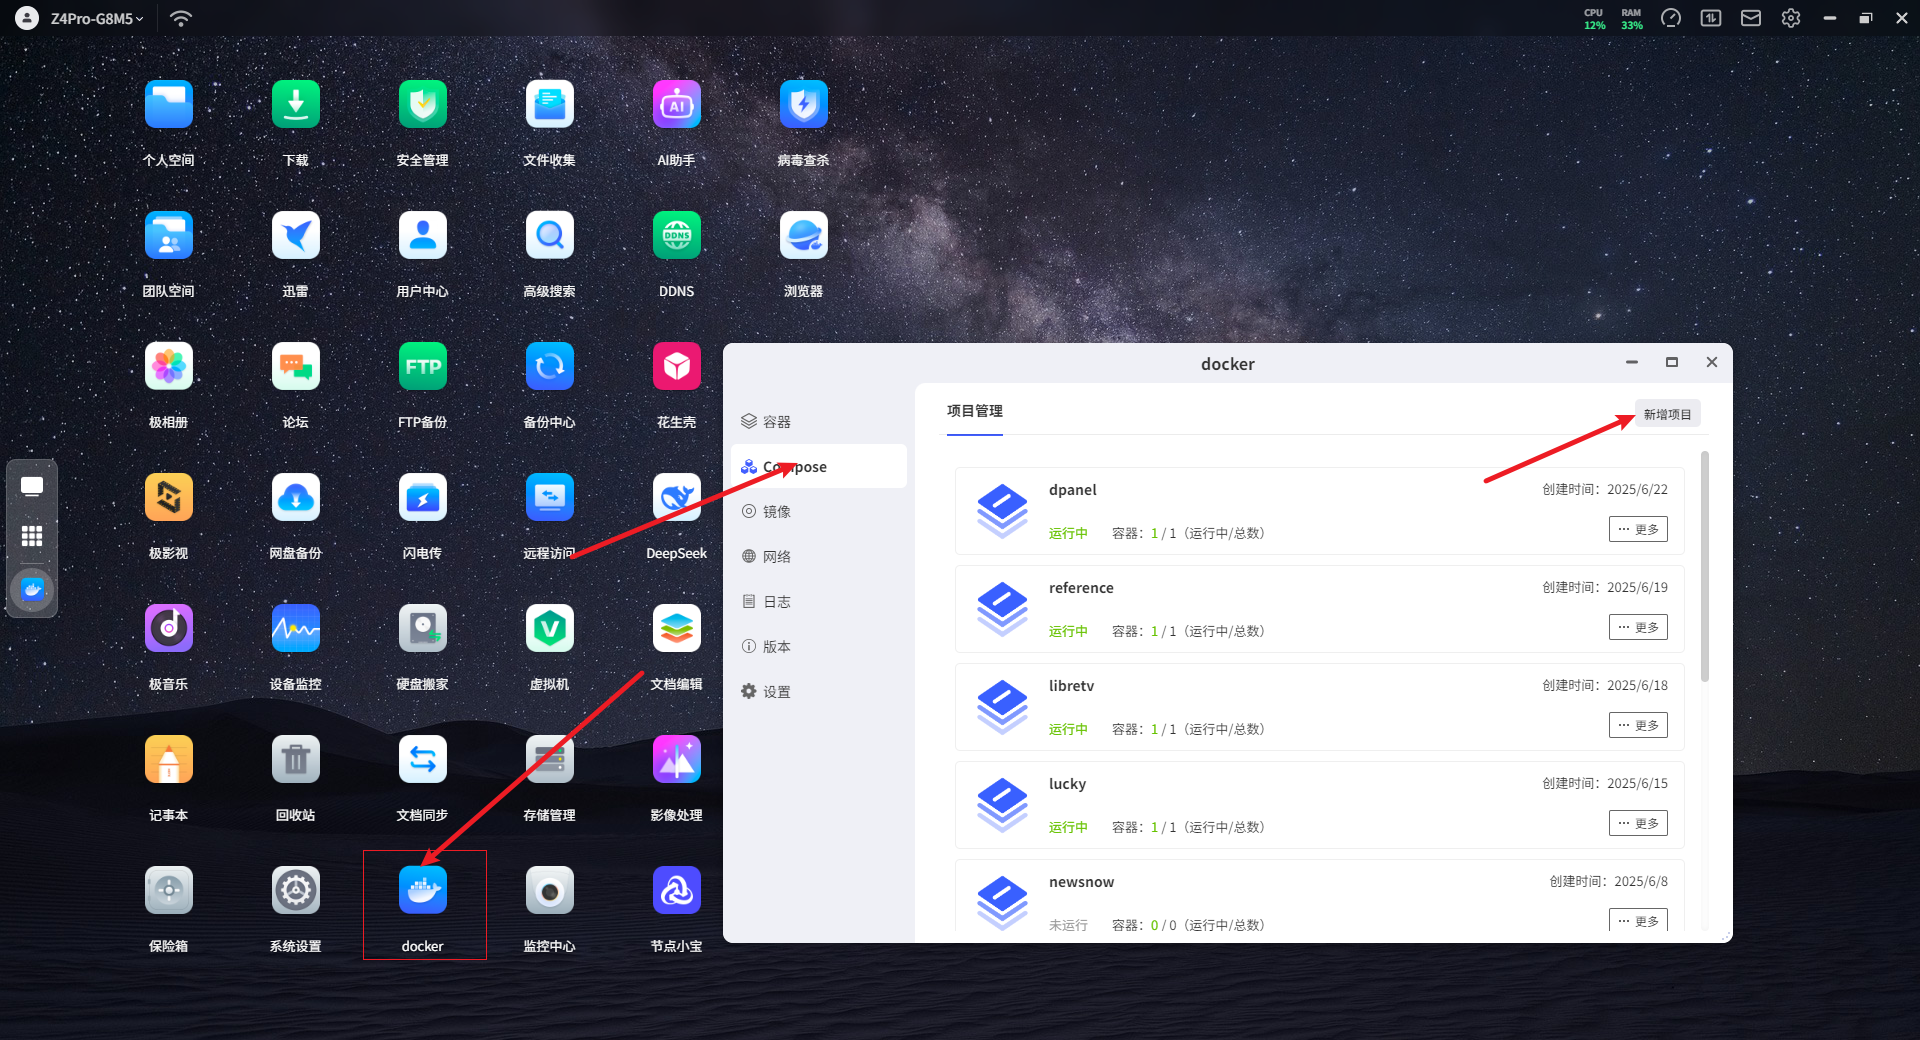 Z4Pro-G8M5
CPU
12%
RAM
33%
个人空间
下载
安全管理
文件收集
AI助手
病毒查杀
团队空间
迅雷
用户中心
高级搜索
DDNS
DDNS
浏览器
极相册
论坛
FTP
FTP备份
备份中心
花生壳
极影视
网盘备份
闪电传
远程访问
DeepSeek
极音乐
设备监控
硬盘搬家
虚拟机
文档编辑
记事本
回收站
文档同步
存储管理
影像处理
保险箱
系统设置
docker
监控中心
节点小宝
docker
容器
Compose
镜像
网络
日志
版本
设置
项目管理
新增项目
dpanel
创建时间：2025/6/22
运行中 容器：1 / 1（运行中/总数）
··· 更多
reference
创建时间：2025/6/19
运行中 容器：1 / 1（运行中/总数）
··· 更多
libretv
创建时间：2025/6/18
运行中 容器：1 / 1（运行中/总数）
··· 更多
lucky
创建时间：2025/6/15
运行中 容器：1 / 1（运行中/总数）
··· 更多
newsnow
创建时间：2025/6/8
未运行 容器：0 / 0（运行中/总数）
··· 更多